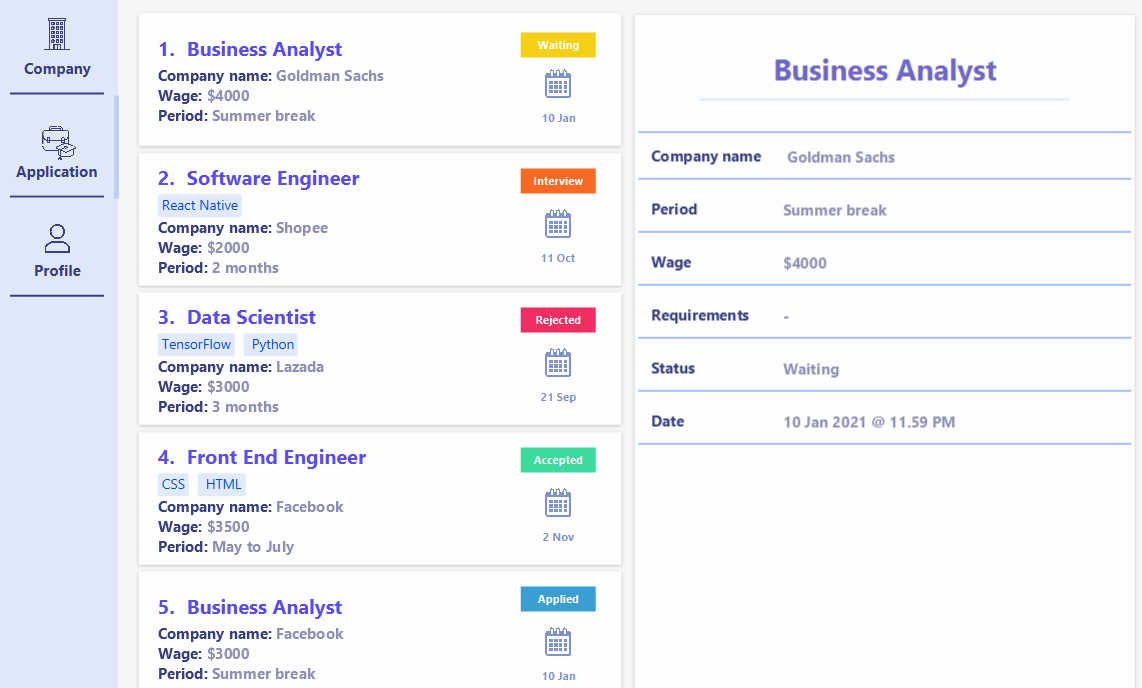 Company
Application
Profile
1. Business Analyst
Waiting
Company name: Goldman Sachs
Wage: $4000
Period: Summer break
10 Jan
2. Software Engineer
Interview
React Native
Company name: Shopee
Wage: $2000
Period: 2 months
11 Oct
3. Data Scientist
Rejected
TensorFlow Python
Company name: Lazada
Wage: $3000
Period: 3 months
21 Sep
4. Front End Engineer
Accepted
CSS HTML
Company name: Facebook
Wage: $3500
Period: May to July
2 Nov
5. Business Analyst
Applied
Company name: Facebook
Wage: $3000
Period: Summer break
10 Jan
Business Analyst
Company name Goldman Sachs
Period Summer break
Wage $4000
Requirements -
Status Waiting
Date 10 Jan 2021 @ 11.59 PM